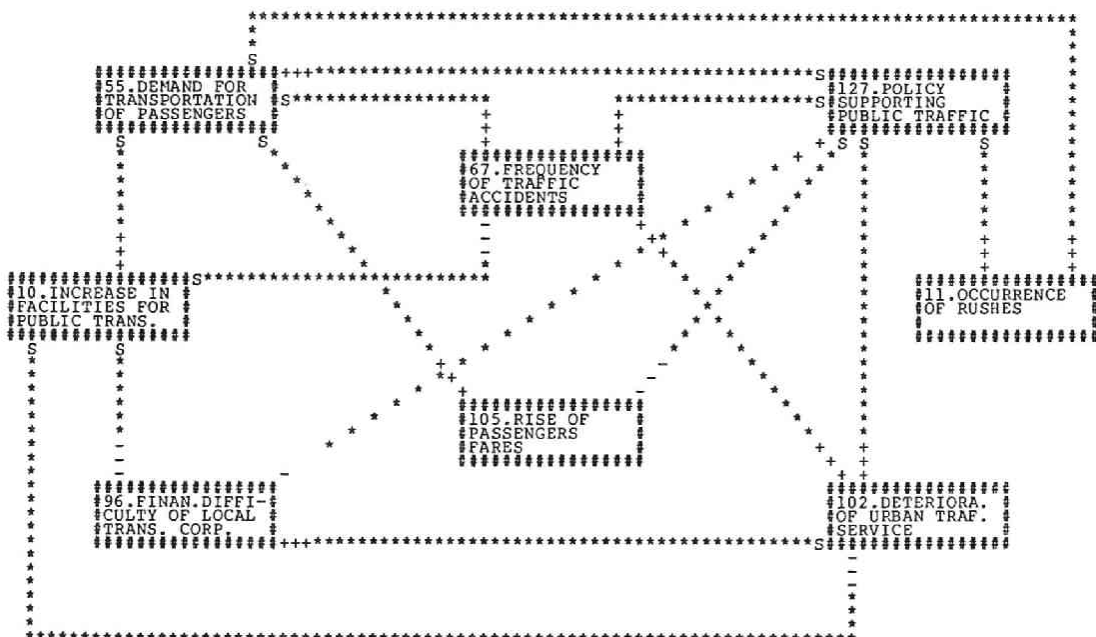 55.DEMAND FOR
TRANSPORTATION
OF PASSENGERS
127.POLICY
SUPPORTING
PUBLIC TRAFFIC
67.FREQUENCY
OF TRAFFIC
ACCIDENTS
10.INCREASE IN
FACILITIES FOR
PUBLIC TRANS.
11.OCCURRENCE
OF RUSHES
105.RISE OF
PASSENGERS
FARES
96.FINAN.DIFFI-
CULTY OF LOCAL
TRANS. CORP.
102.DETERIORA.
OF URBAN TRAF.
SERVICE